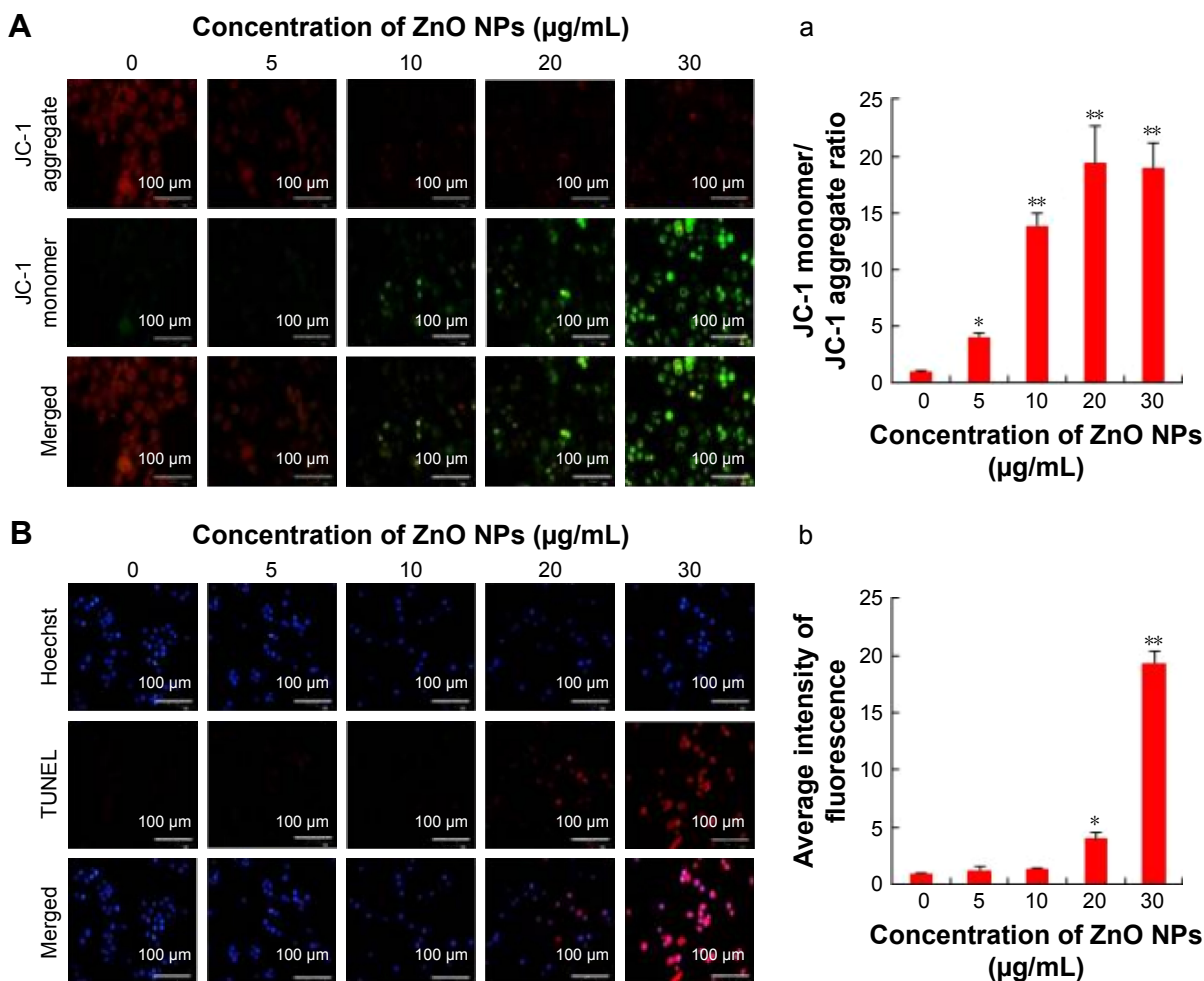 A
Concentration of ZnO NPs (µg/mL)
0 5 10 20 30
JC-1
aggregate
100 µm 100 µm 100 µm 100 µm 100 µm
JC-1
monomer
100 µm 100 µm 100 µm 100 µm 100 µm
Merged
100 µm 100 µm 100 µm 100 µm 100 µm
a
JC-1 monomer/
JC-1 aggregate ratio
25
20
15
10
5
0
*
**
**
**
0 5 10 20 30
Concentration of ZnO NPs
(µg/mL)
B
Concentration of ZnO NPs (µg/mL)
0 5 10 20 30
Hoechst
100 µm 100 µm 100 µm 100 µm 100 µm
TUNEL
100 µm 100 µm 100 µm 100 µm 100 µm
Merged
100 µm 100 µm 100 µm 100 µm 100 µm
b
Average intensity of
fluorescence
25
20
15
10
5
0
*
**
0 5 10 20 30
Concentration of ZnO NPs
(µg/mL)